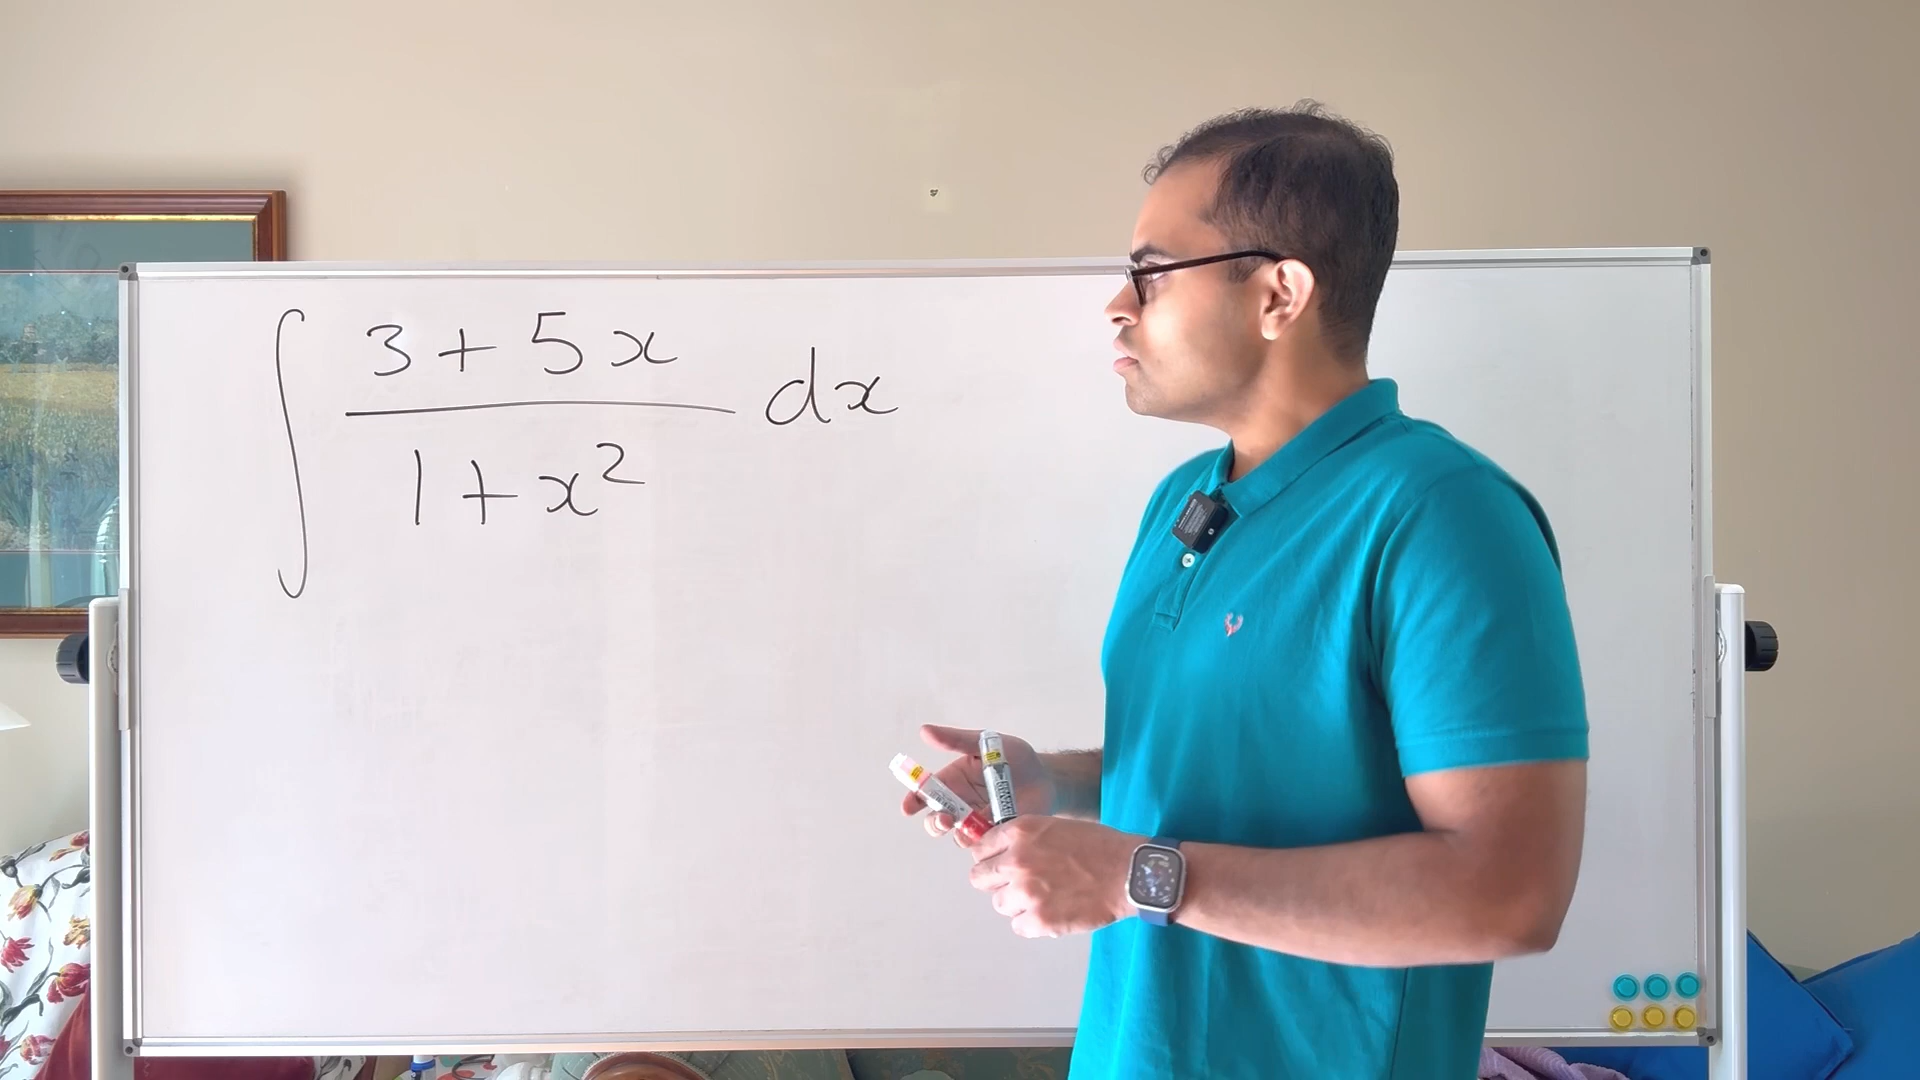 ∫ (3 + 5x) / (1 + x²) dx